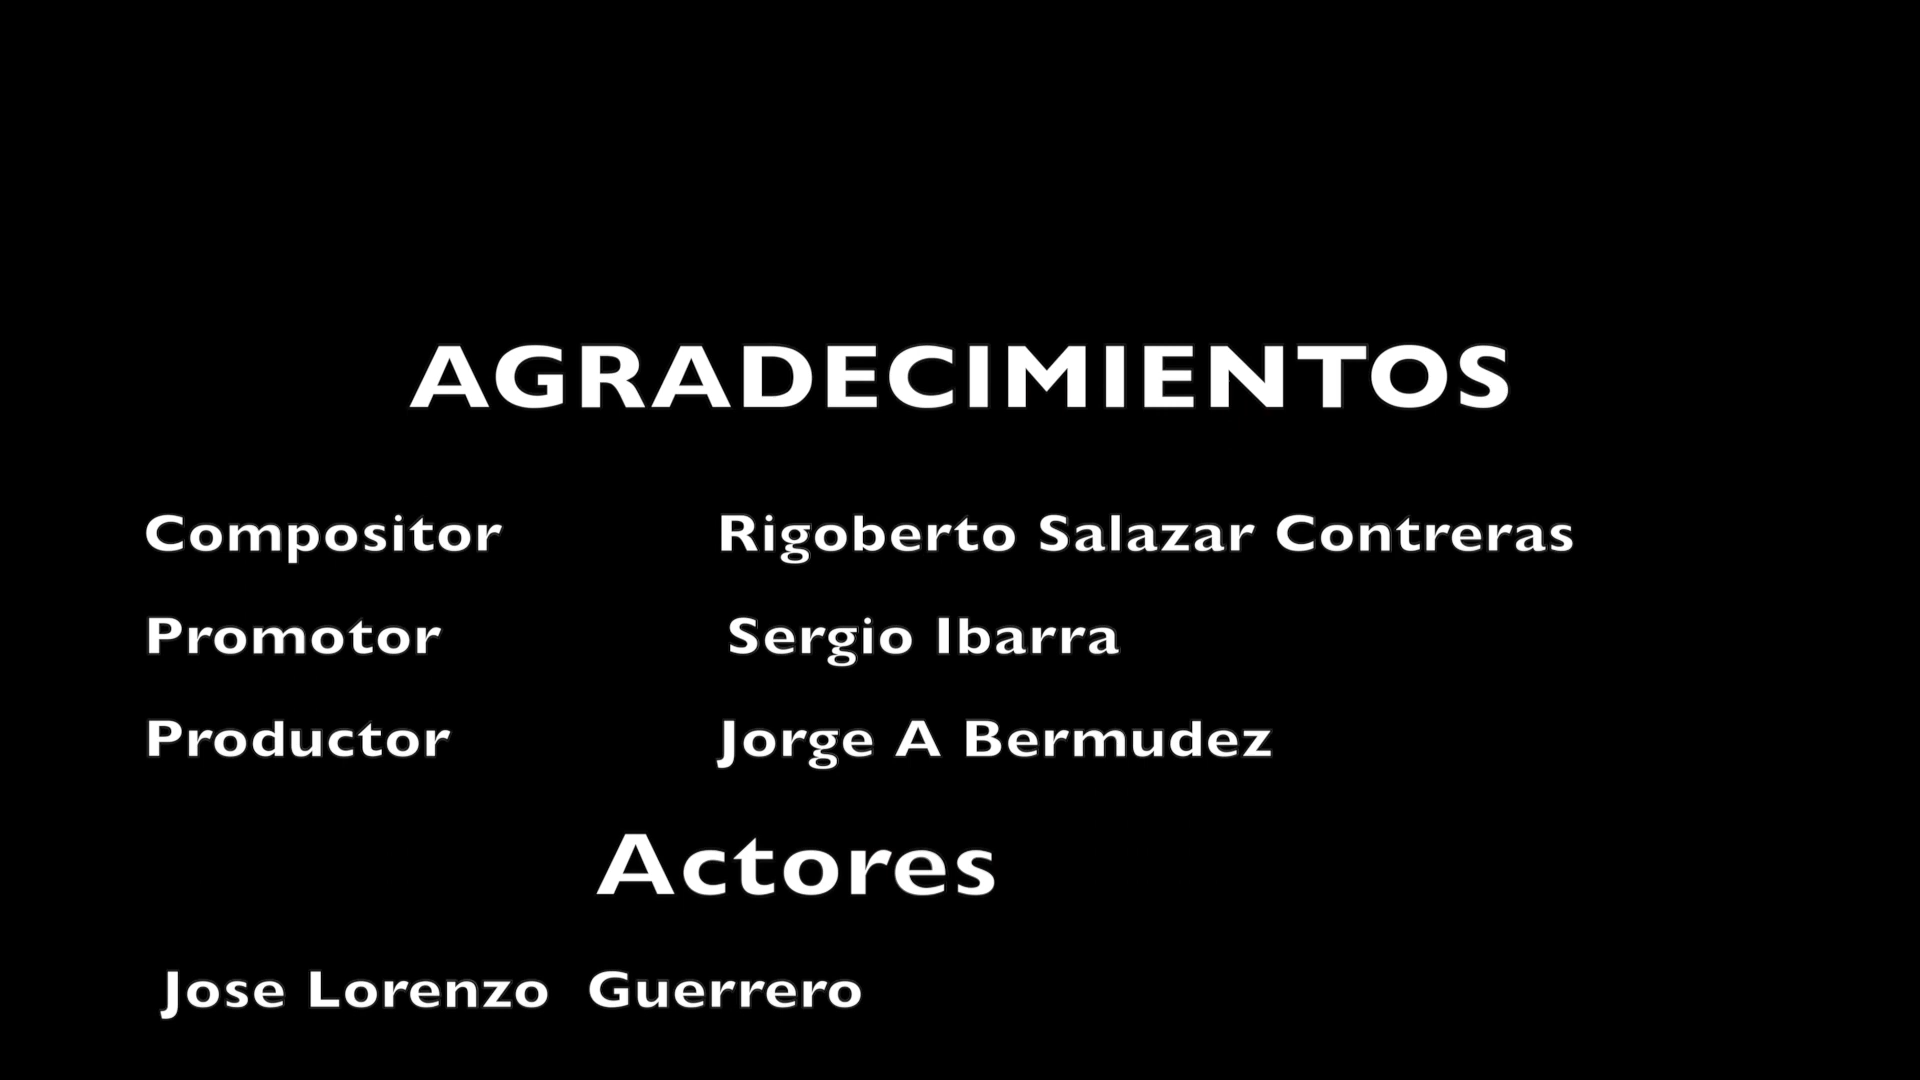 AGRADECIMIENTOS
Compositor Rigoberto Salazar Contreras
Promotor Sergio Ibarra
Productor Jorge A Bermudez
Actores
Jose Lorenzo Guerrero